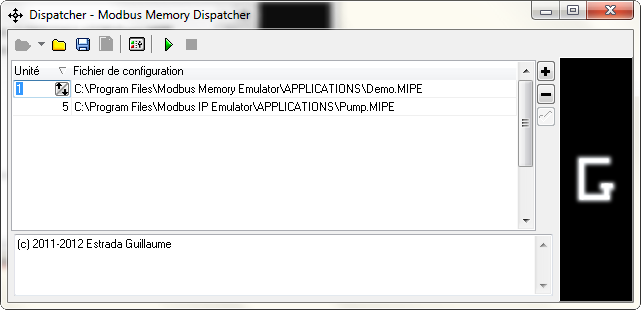 Dispatcher - Modbus Memory Dispatcher
Unité Fichier de configuration
1 C:\Program Files\Modbus Memory Emulator\APPLICATIONS\Demo.MIPE
5 C:\Program Files\Modbus IP Emulator\APPLICATIONS\Pump.MIPE
G
(c) 2011-2012 Estrada Guillaume